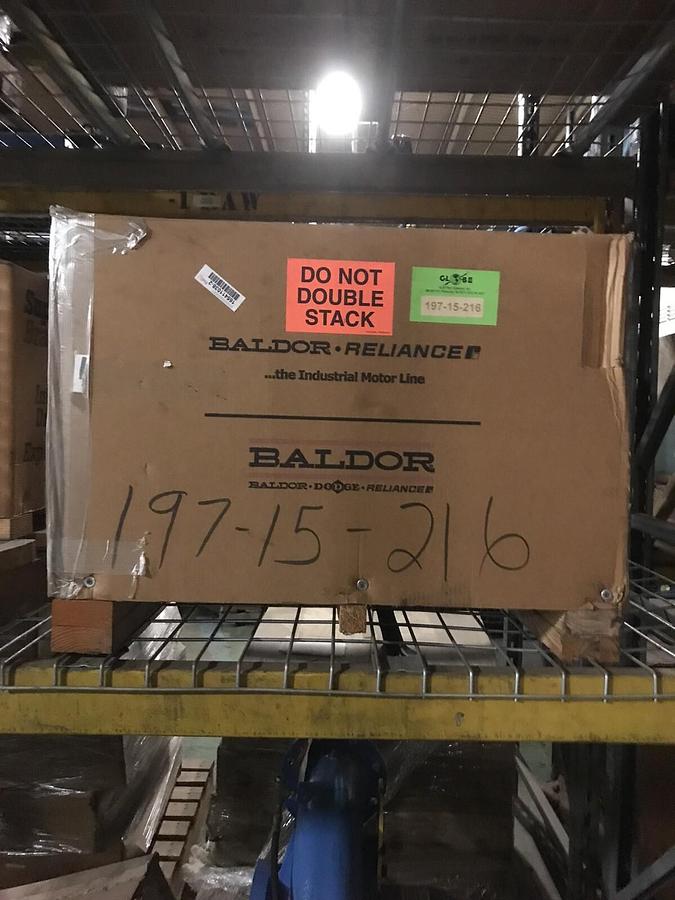 DO NOT
DOUBLE
STACK
GLOBE
197-15-216
BALDOR • RELIANCE
...the Industrial Motor Line
BALDOR
BALDOR • DODGE • RELIANCE
197-15-216